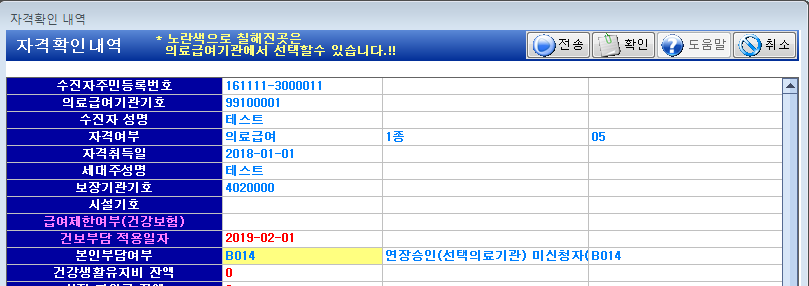 자격확인 내역
자격확인내역
* 노란색으로 칠해진곳은
의료급여기관에서 선택할수 있습니다.!!
전송 확인 도움말 취소
수진자주민등록번호 161111-3000011
의료급여기관기호 99100001
수진자 성명 테스트
자격여부 의료급여 1종 05
자격취득일 2018-01-01
세대주성명 테스트
보장기관기호 4020000
시설기호
급여제한여부(건강보험)
건보부담 적용일자 2019-02-01
본인부담여부 B014 연장승인(선택의료기관) 미신청자( B014
건강생활유지비 잔액 0